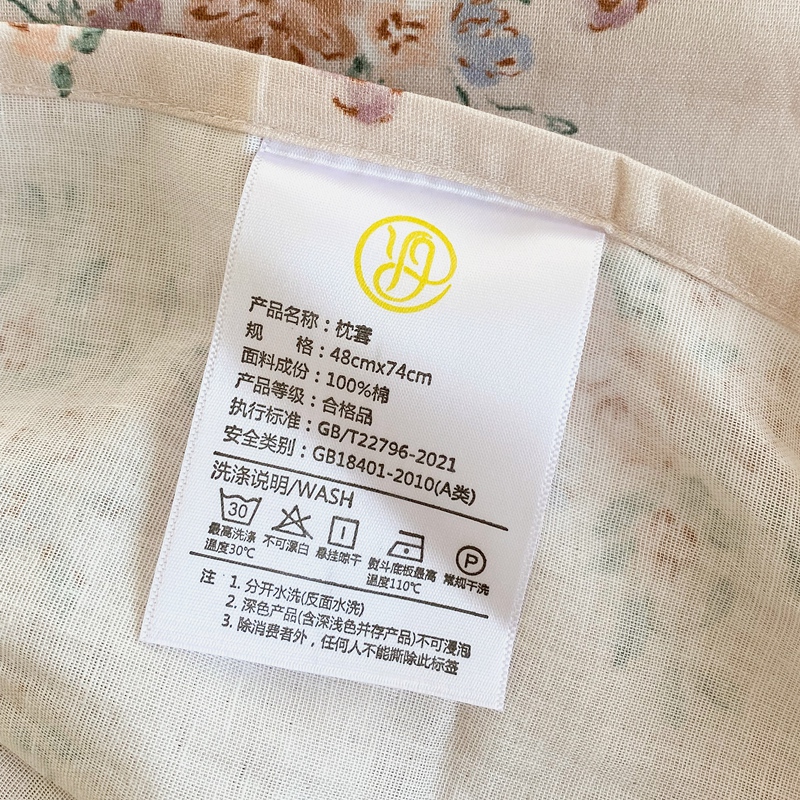 产品名称：枕套
规 格：48cmx74cm
面料成份：100%棉
产品等级：合格品
执行标准：GB/T22796-2021
安全类别：GB18401-2010(A类)
洗涤说明/WASH
30
P
最高洗涤温度30℃
不可漂白
悬挂晾干
熨斗底板最高温度110℃
常规干洗
注：1. 分开水洗(反面水洗)
2. 深色产品(含深浅色并存产品)不可浸泡
3. 除消费者外，任何人不能撕除此标签